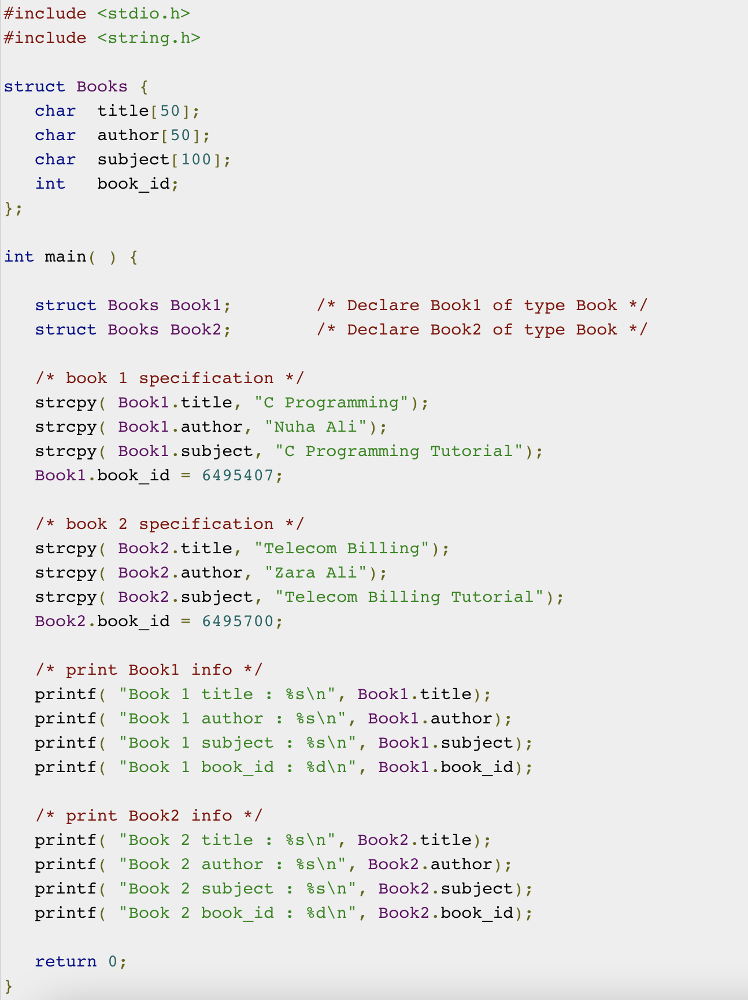 #include <stdio.h>
#include <string.h>

struct Books {
   char  title[50];
   char  author[50];
   char  subject[100];
   int   book_id;
};

int main( ) {

   struct Books Book1;        /* Declare Book1 of type Book */
   struct Books Book2;        /* Declare Book2 of type Book */

   /* book 1 specification */
   strcpy( Book1.title, "C Programming");
   strcpy( Book1.author, "Nuha Ali");
   strcpy( Book1.subject, "C Programming Tutorial");
   Book1.book_id = 6495407;

   /* book 2 specification */
   strcpy( Book2.title, "Telecom Billing");
   strcpy( Book2.author, "Zara Ali");
   strcpy( Book2.subject, "Telecom Billing Tutorial");
   Book2.book_id = 6495700;

   /* print Book1 info */
   printf( "Book 1 title : %s\n", Book1.title);
   printf( "Book 1 author : %s\n", Book1.author);
   printf( "Book 1 subject : %s\n", Book1.subject);
   printf( "Book 1 book_id : %d\n", Book1.book_id);

   /* print Book2 info */
   printf( "Book 2 title : %s\n", Book2.title);
   printf( "Book 2 author : %s\n", Book2.author);
   printf( "Book 2 subject : %s\n", Book2.subject);
   printf( "Book 2 book_id : %d\n", Book2.book_id);

   return 0;
}